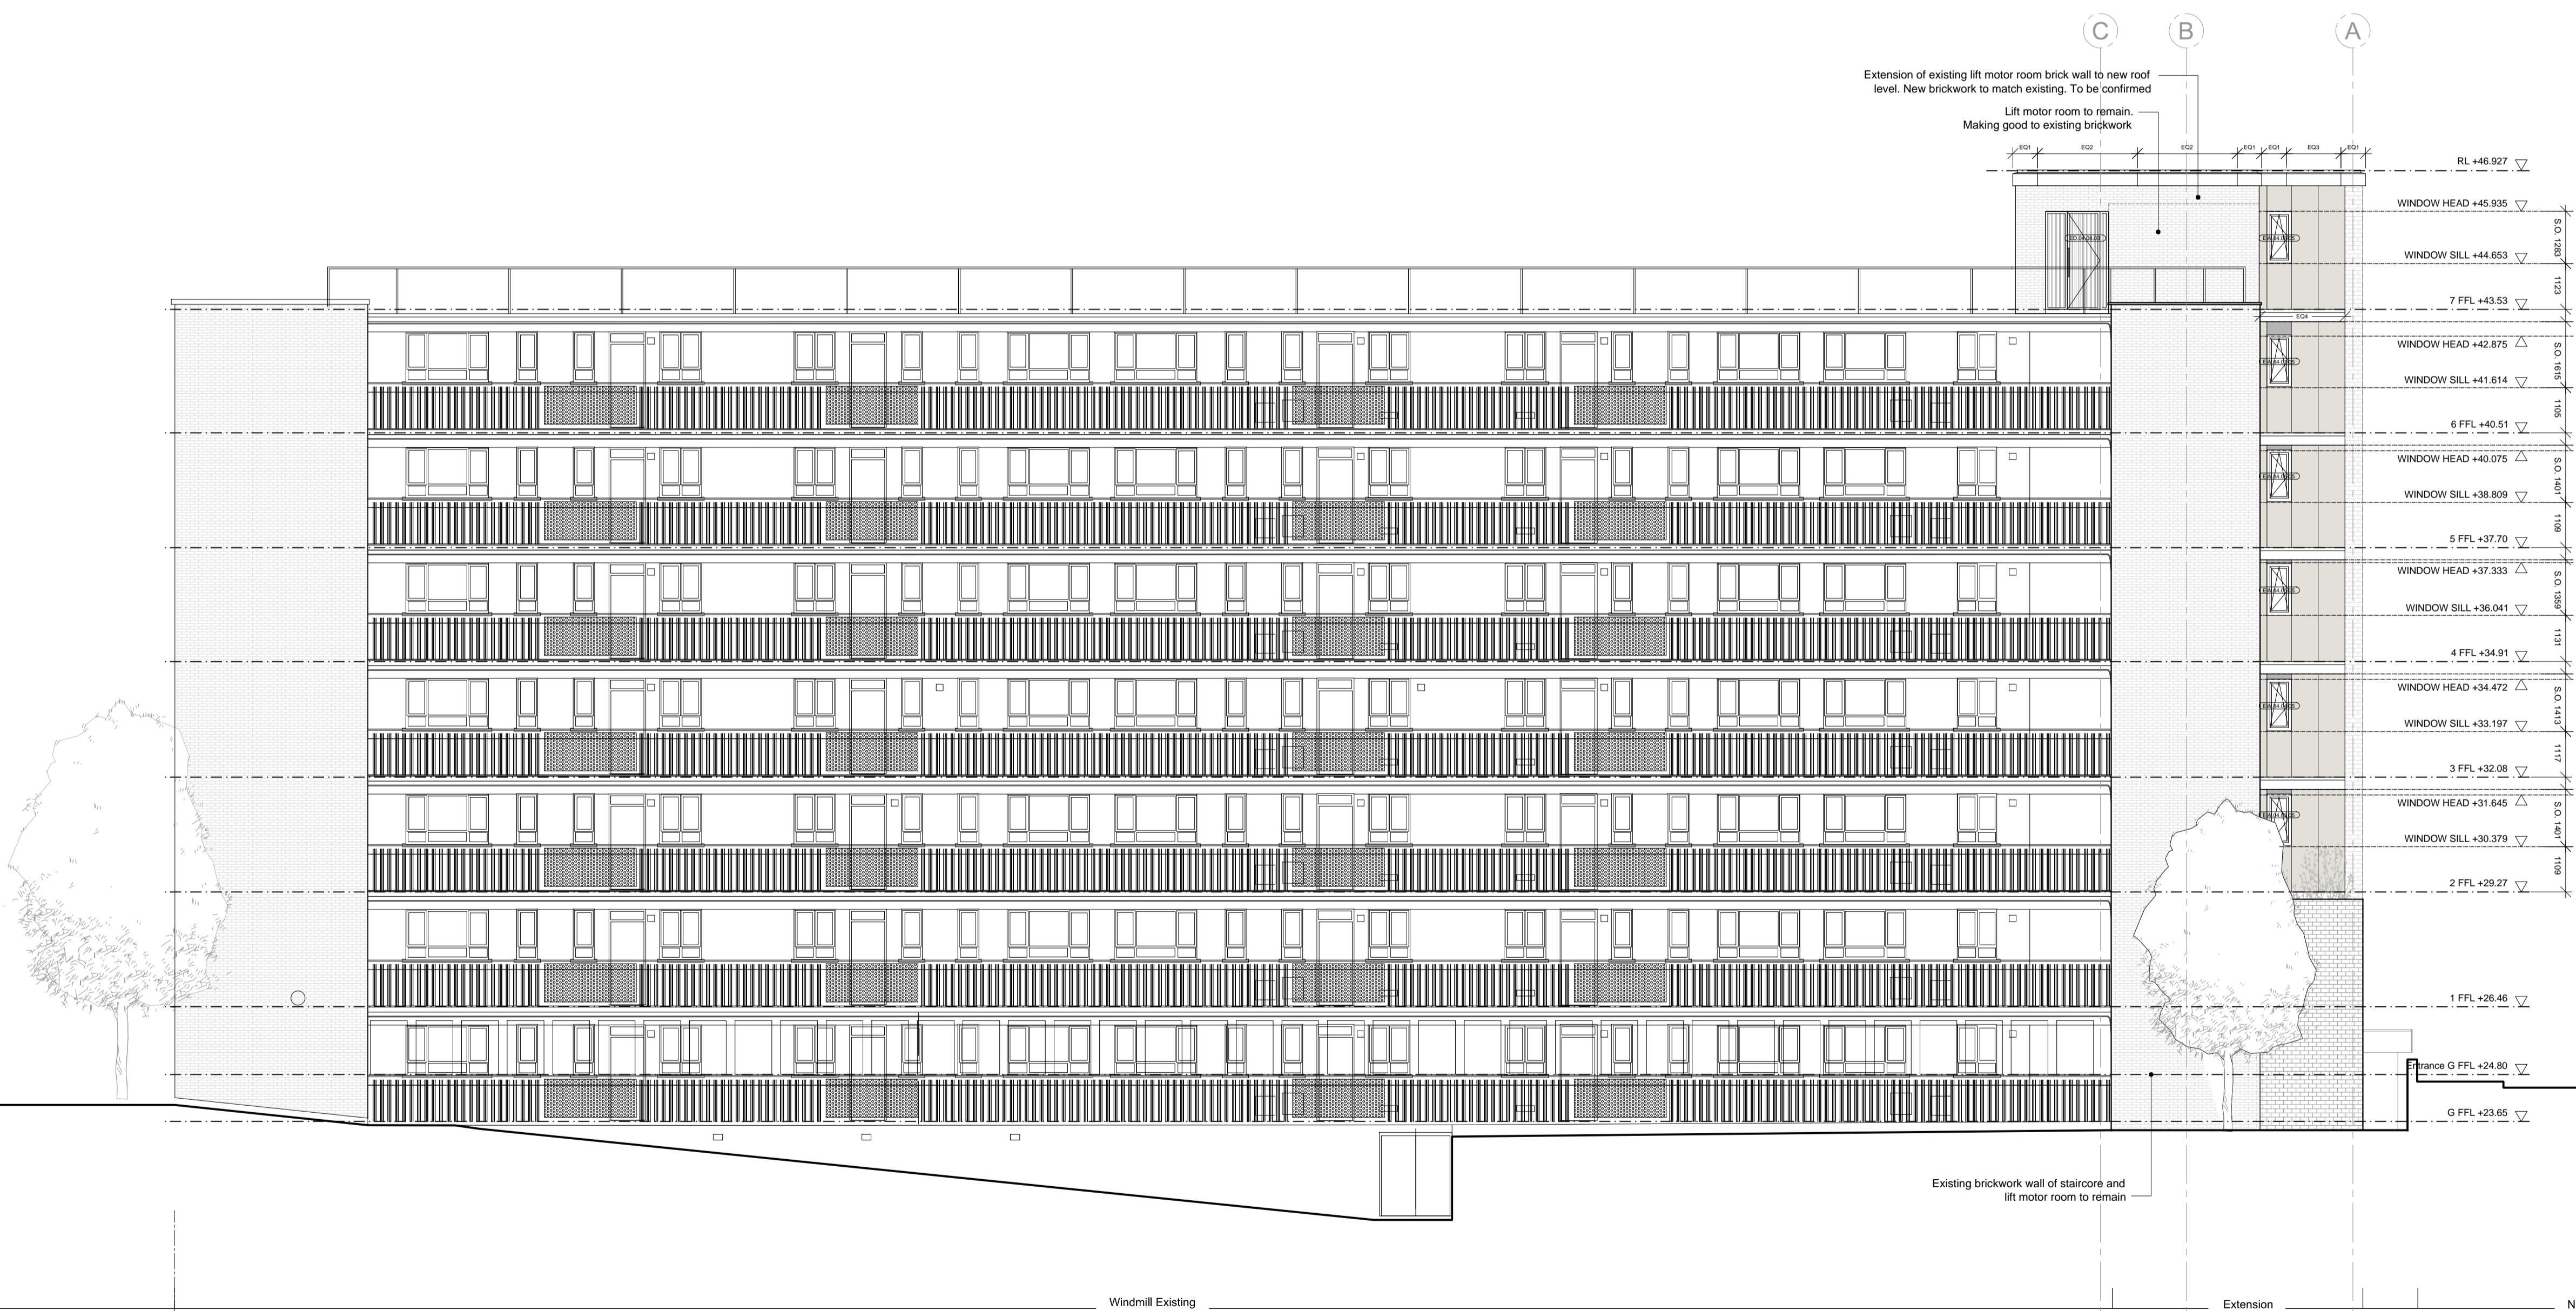 C
B
A
Extension of existing lift motor room brick wall to new roof
level. New brickwork to match existing. To be confirmed
Lift motor room to remain.
Making good to existing brickwork
EQ1
EQ2
EQ2
EQ1
EQ1
EQ3
EQ1
RL +46.927
WINDOW HEAD +45.935
S.O. 1283
WINDOW SILL +44.653
1123
7 FFL +43.53
EQ4
WINDOW HEAD +42.875
S.O. 1615
WINDOW SILL +41.614
1105
6 FFL +40.51
WINDOW HEAD +40.075
S.O. 1401
WINDOW SILL +38.809
1109
5 FFL +37.70
WINDOW HEAD +37.333
S.O. 1359
WINDOW SILL +36.041
1131
4 FFL +34.91
WINDOW HEAD +34.472
S.O. 1413
WINDOW SILL +33.197
1117
3 FFL +32.08
WINDOW HEAD +31.645
S.O. 1401
WINDOW SILL +30.379
1109
2 FFL +29.27
1 FFL +26.46
Entrance G FFL +24.80
G FFL +23.65
Existing brickwork wall of staircore and
lift motor room to remain
Windmill Existing
Extension
N